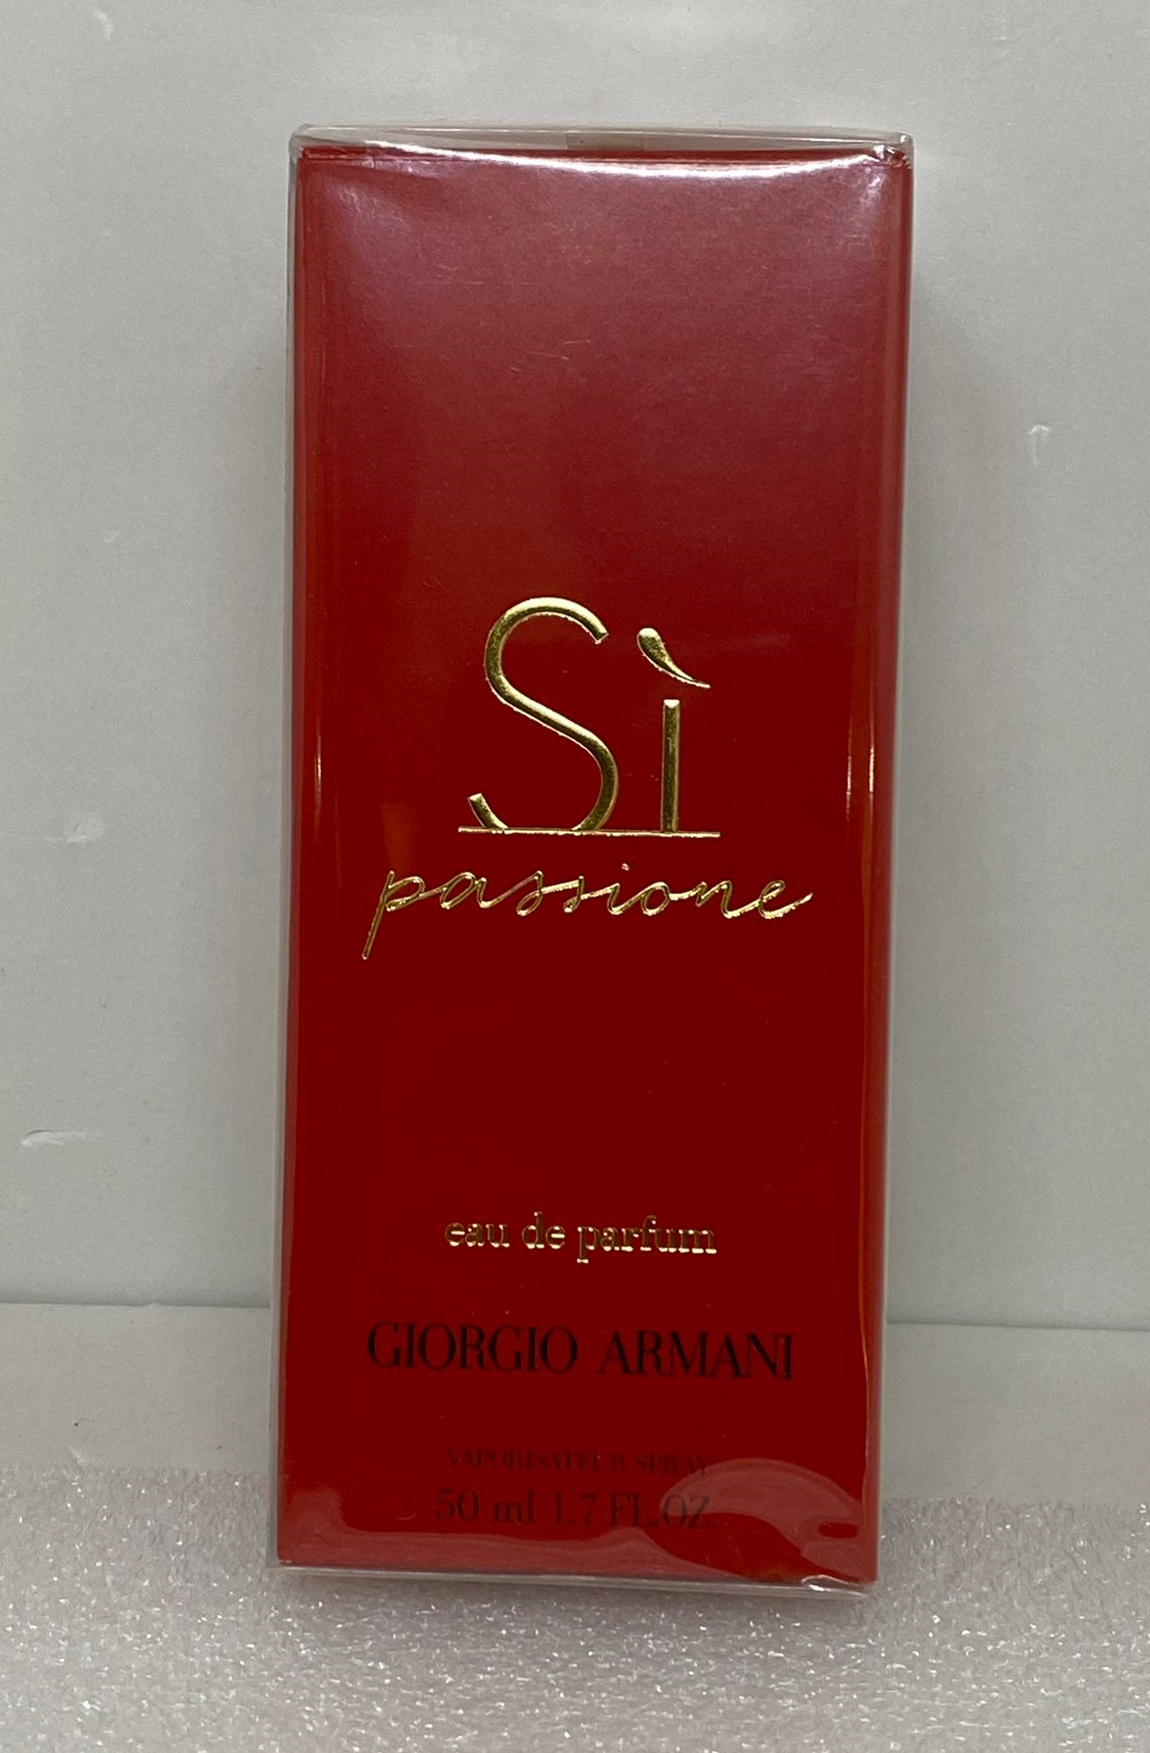 Sì
passione
eau de parfum
GIORGIO ARMANI
VAPORISATEUR SPRAY
50 ml 1.7 FL.OZ.